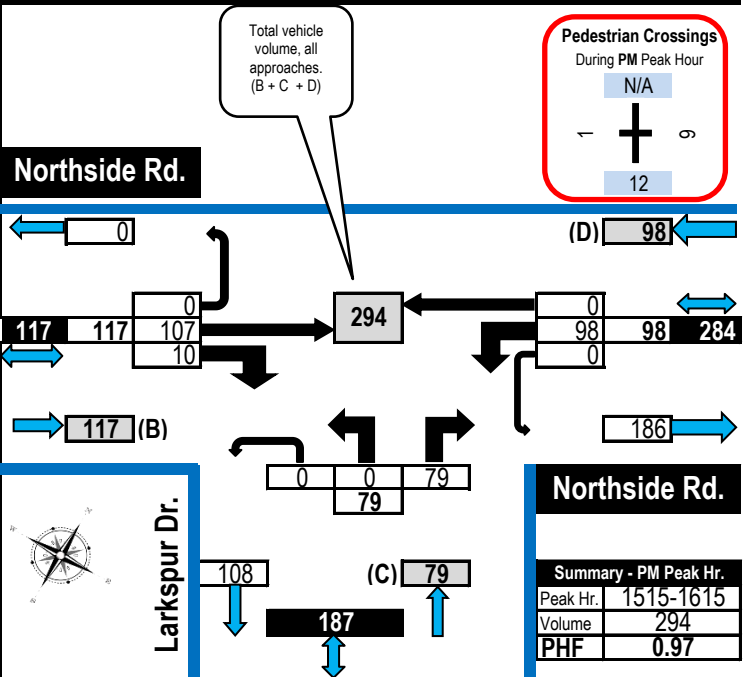 Total vehicle
volume, all
approaches.
(B + C + D)
Pedestrian Crossings
During PM Peak Hour
N/A
1
9
12
Northside Rd.
0
(D) 98
0
107
10
117 117
294
0
98
0
98 284
117 (B)
186
0 0 79
79
Northside Rd.
Larkspur Dr.
108
(C) 79
187
Summary - PM Peak Hr.
Peak Hr. 1515-1615
Volume 294
PHF 0.97